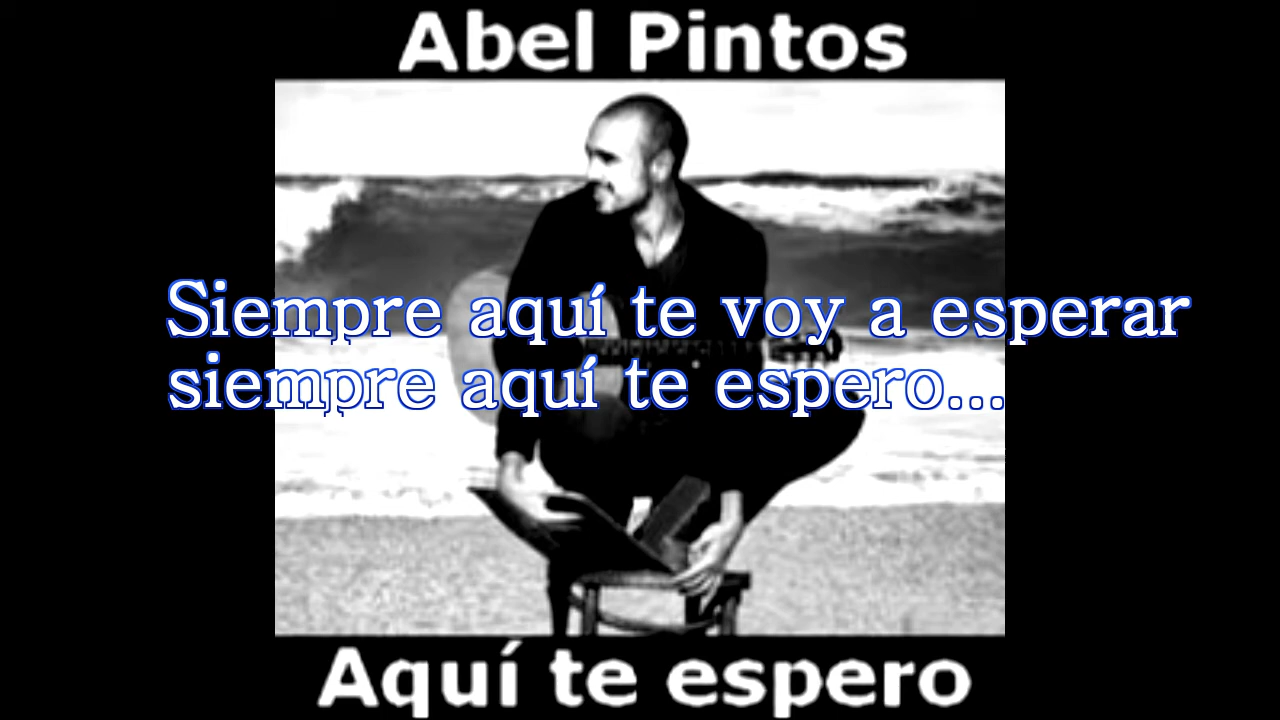 Abel Pintos
Siempre aquí te voy a esperar
siempre aquí te espero...
Aquí te espero